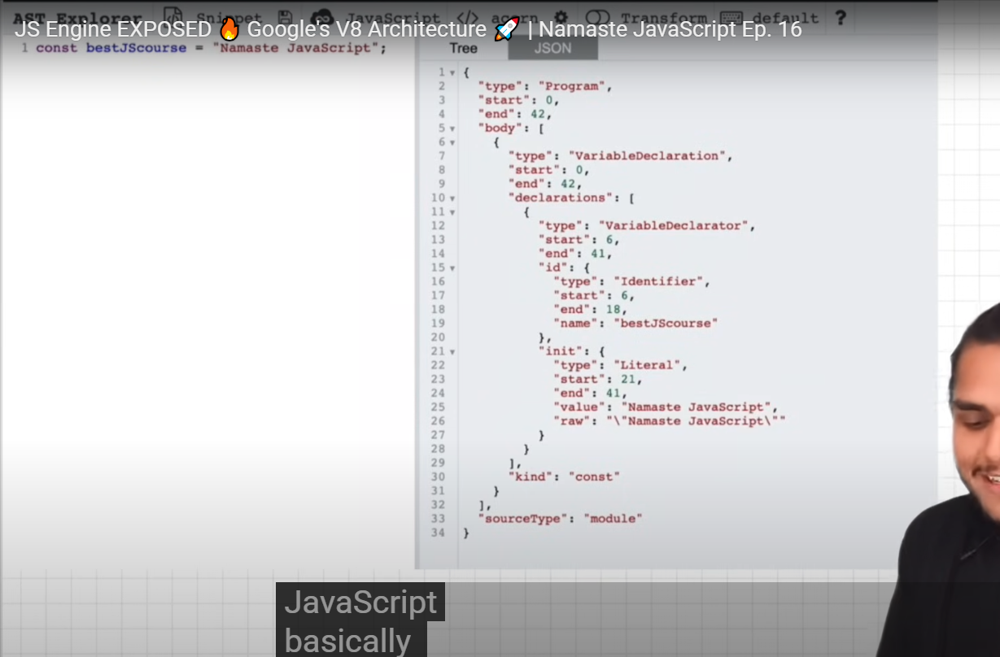 AST Explorer Snippet JavaScript </> acorn Transform default ?
JS Engine EXPOSED 🔥 Google's V8 Architecture 🚀 | Namaste JavaScript Ep. 16
1 const bestJScourse = "Namaste JavaScript";
Tree JSON
1 {
2 "type": "Program",
3 "start": 0,
4 "end": 42,
5 "body": [
6 {
7 "type": "VariableDeclaration",
8 "start": 0,
9 "end": 42,
10 "declarations": [
11 {
12 "type": "VariableDeclarator",
13 "start": 6,
14 "end": 41,
15 "id": {
16 "type": "Identifier",
17 "start": 6,
18 "end": 18,
19 "name": "bestJScourse"
20 },
21 "init": {
22 "type": "Literal",
23 "start": 21,
24 "end": 41,
25 "value": "Namaste JavaScript",
26 "raw": "\"Namaste JavaScript\""
27 }
28 }
29 ],
30 "kind": "const"
31 }
32 ],
33 "sourceType": "module"
34 }
JavaScript
basically